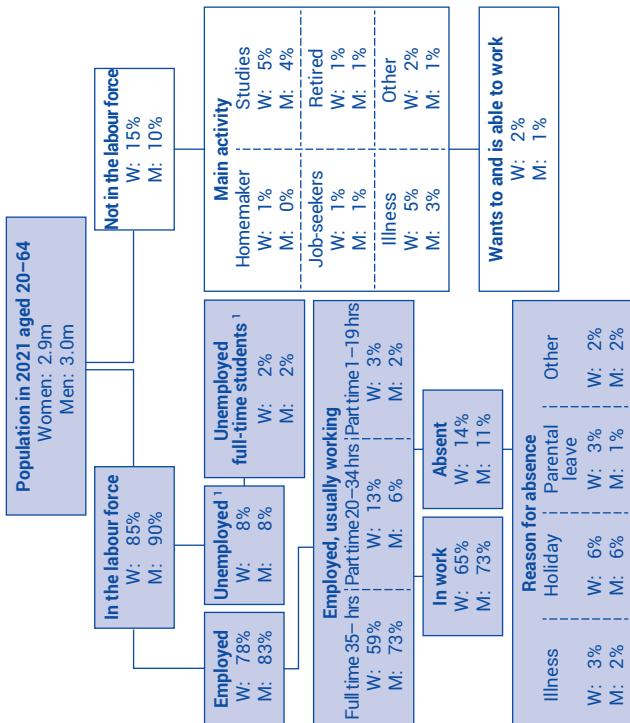 Population in 2021 aged 20–64
Women: 2.9m
Men: 3.0m
In the labour force
W: 85%
M: 90%
Not in the labour force
W: 15%
M: 10%
Employed
W: 78%
M: 83%
Unemployed 1
W: 8%
M: 8%
Unemployed
full-time students 1
W: 2%
M: 2%
Main activity
Homemaker
W: 1%
M: 0%
Studies
W: 5%
M: 4%
Job-seekers
W: 1%
M: 1%
Retired
W: 1%
M: 1%
Illness
W: 5%
M: 3%
Other
W: 2%
M: 1%
Employed, usually working
Full time 35– hrs
W: 59%
M: 73%
Part time 20–34 hrs
W: 13%
M: 6%
Part time 1–19 hrs
W: 3%
M: 2%
In work
W: 65%
M: 73%
Absent
W: 14%
M: 11%
Wants to and is able to work
W: 2%
M: 1%
Reason for absence
Illness
W: 3%
M: 2%
Holiday
W: 6%
M: 6%
Parental
leave
W: 3%
M: 1%
Other
W: 2%
M: 2%